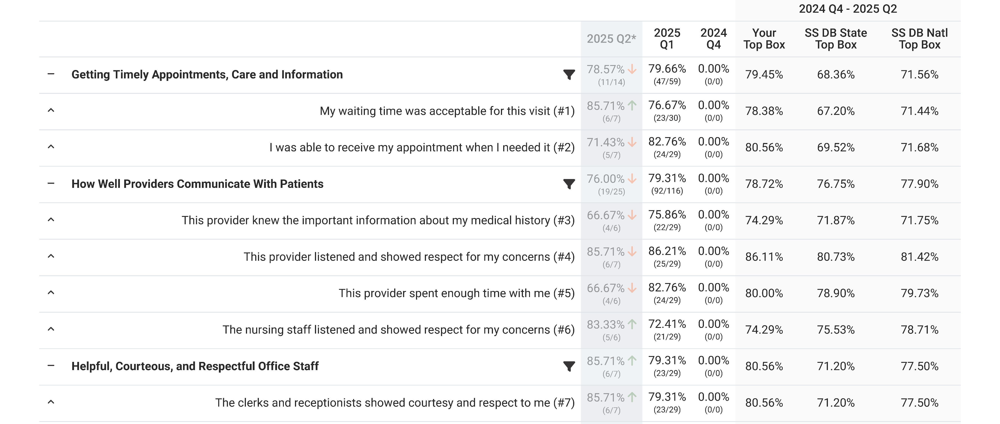 2024 Q4 - 2025 Q2
2025 Q2* 2025 Q1 2024 Q4 Your Top Box SS DB State Top Box SS DB Natl Top Box
Getting Timely Appointments, Care and Information 78.57% (11/14) 79.66% (47/59) 0.00% (0/0) 79.45% 68.36% 71.56%
My waiting time was acceptable for this visit (#1) 85.71% (6/7) 76.67% (23/30) 0.00% (0/0) 78.38% 67.20% 71.44%
I was able to receive my appointment when I needed it (#2) 71.43% (5/7) 82.76% (24/29) 0.00% (0/0) 80.56% 69.52% 71.68%
How Well Providers Communicate With Patients 76.00% (19/25) 79.31% (92/116) 0.00% (0/0) 78.72% 76.75% 77.90%
This provider knew the important information about my medical history (#3) 66.67% (4/6) 75.86% (22/29) 0.00% (0/0) 74.29% 71.87% 71.75%
This provider listened and showed respect for my concerns (#4) 85.71% (6/7) 86.21% (25/29) 0.00% (0/0) 86.11% 80.73% 81.42%
This provider spent enough time with me (#5) 66.67% (4/6) 82.76% (24/29) 0.00% (0/0) 80.00% 78.90% 79.73%
The nursing staff listened and showed respect for my concerns (#6) 83.33% (5/6) 72.41% (21/29) 0.00% (0/0) 74.29% 75.53% 78.71%
Helpful, Courteous, and Respectful Office Staff 85.71% (6/7) 79.31% (23/29) 0.00% (0/0) 80.56% 71.20% 77.50%
The clerks and receptionists showed courtesy and respect to me (#7) 85.71% (6/7) 79.31% (23/29) 0.00% (0/0) 80.56% 71.20% 77.50%